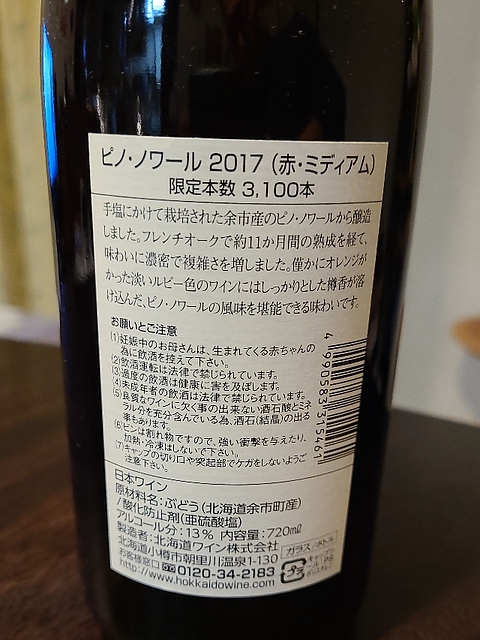 ピノ・ノワール 2017 (赤・ミディアム)
限定本数 3,100本
手塩にかけて栽培された余市産のピノ・ノワールから醸造
しました。フレンチオークで約11か月間の熟成を経て、
味わいに濃密で複雑さを増しました。僅かにオレンジが
かった淡いルビー色のワインにはしっかりとした樽香が溶
け込んだ、ピノ・ノワールの風味を堪能できる味わいです。
お願いとご注意
(1)妊娠中のお母さんは、生まれてくる赤ちゃんの
為に飲酒を控えて下さい。
(2)飲酒運転は法律で禁じられています。
(3)過度の飲酒は健康に害を及ぼします。
(4)未成年者の飲酒は法律で禁じられています。
(5)良質なワインに欠く事の出来ない酒石酸とミネ
ラル分を充分含んでいる為、酒石(結晶)の出る
事もあります。
(6)ビンは割れ物ですので、強い衝撃を与えたり、
加熱・冷凍はしないで下さい。
(7)キャップの切り口や突起部でケガをしないようご
注意下さい。
4 990583 315461
日本ワイン
原材料名:ぶどう(北海道余市町産)
/酸化防止剤(亜硫酸塩)
アルコール分:13% 内容量:720㎖
製造者:北海道ワイン株式会社
北海道小樽市朝里川温泉1-130
お客様窓口 0120-34-2183
http://www.hokkaidowine.com
ガラス・ボトル
プラ